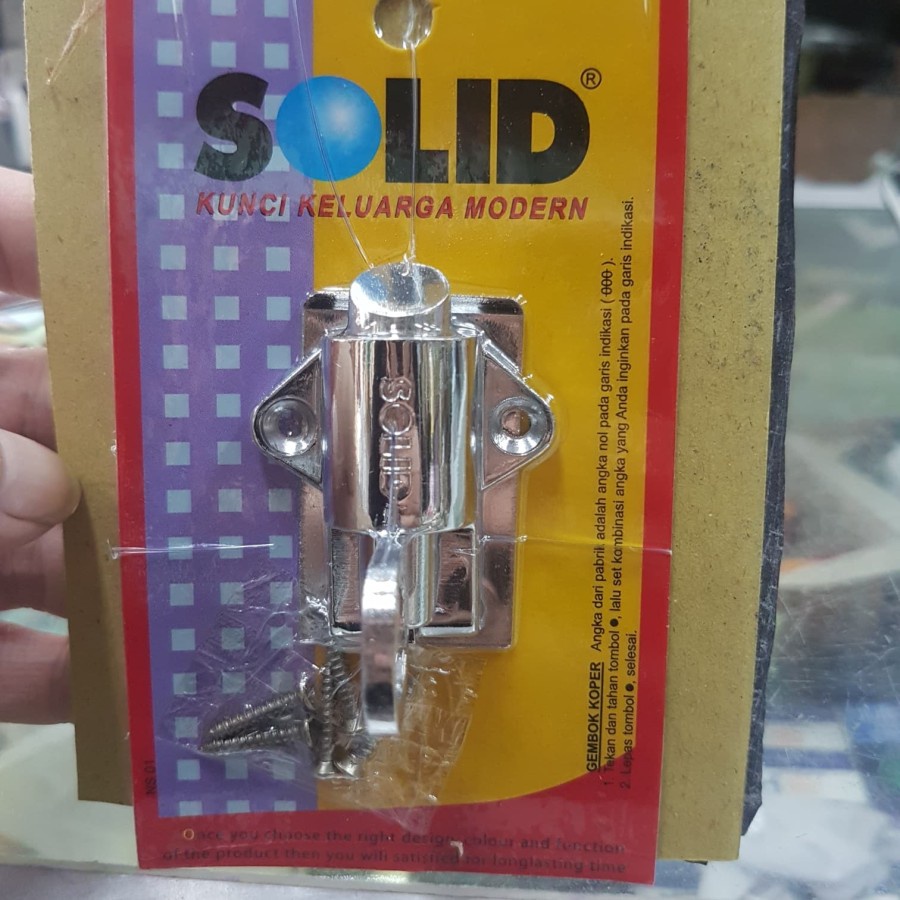 SOLID®
KUNCI KELUARGA MODERN
SOLID
GEMBOK KOPER Angka dari pabrik adalah angka nol pada garis indikasi ( 000 ).
1. Tekan dan tahan tombol ●, lalu set kombinasi angka yang Anda inginkan pada garis indikasi.
2. Lepas tombol ●, selesai.
NS 01
Once you choose the right design, colour and function
of the product then you will satisfied for longlasting time